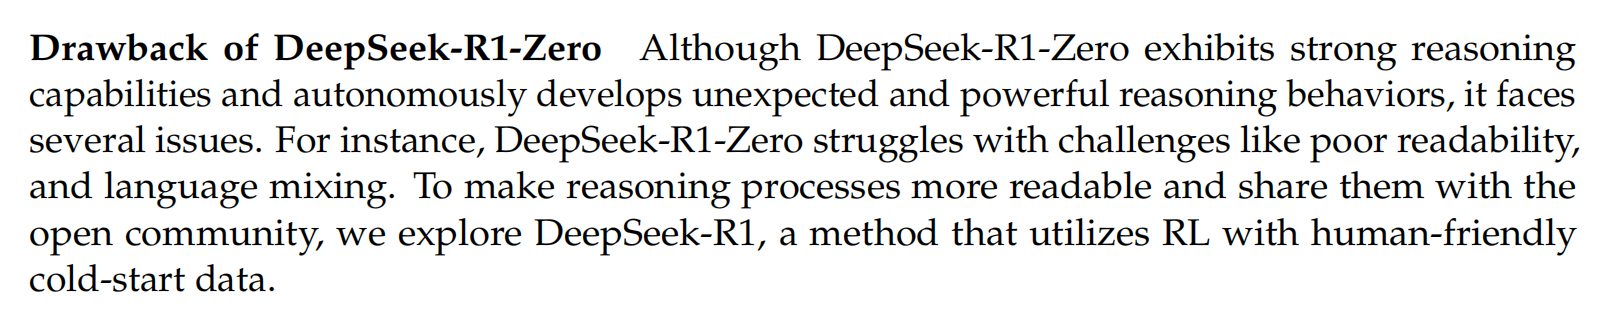 Drawback of DeepSeek-R1-Zero Although DeepSeek-R1-Zero exhibits strong reasoning
capabilities and autonomously develops unexpected and powerful reasoning behaviors, it faces
several issues. For instance, DeepSeek-R1-Zero struggles with challenges like poor readability,
and language mixing. To make reasoning processes more readable and share them with the
open community, we explore DeepSeek-R1, a method that utilizes RL with human-friendly
cold-start data.